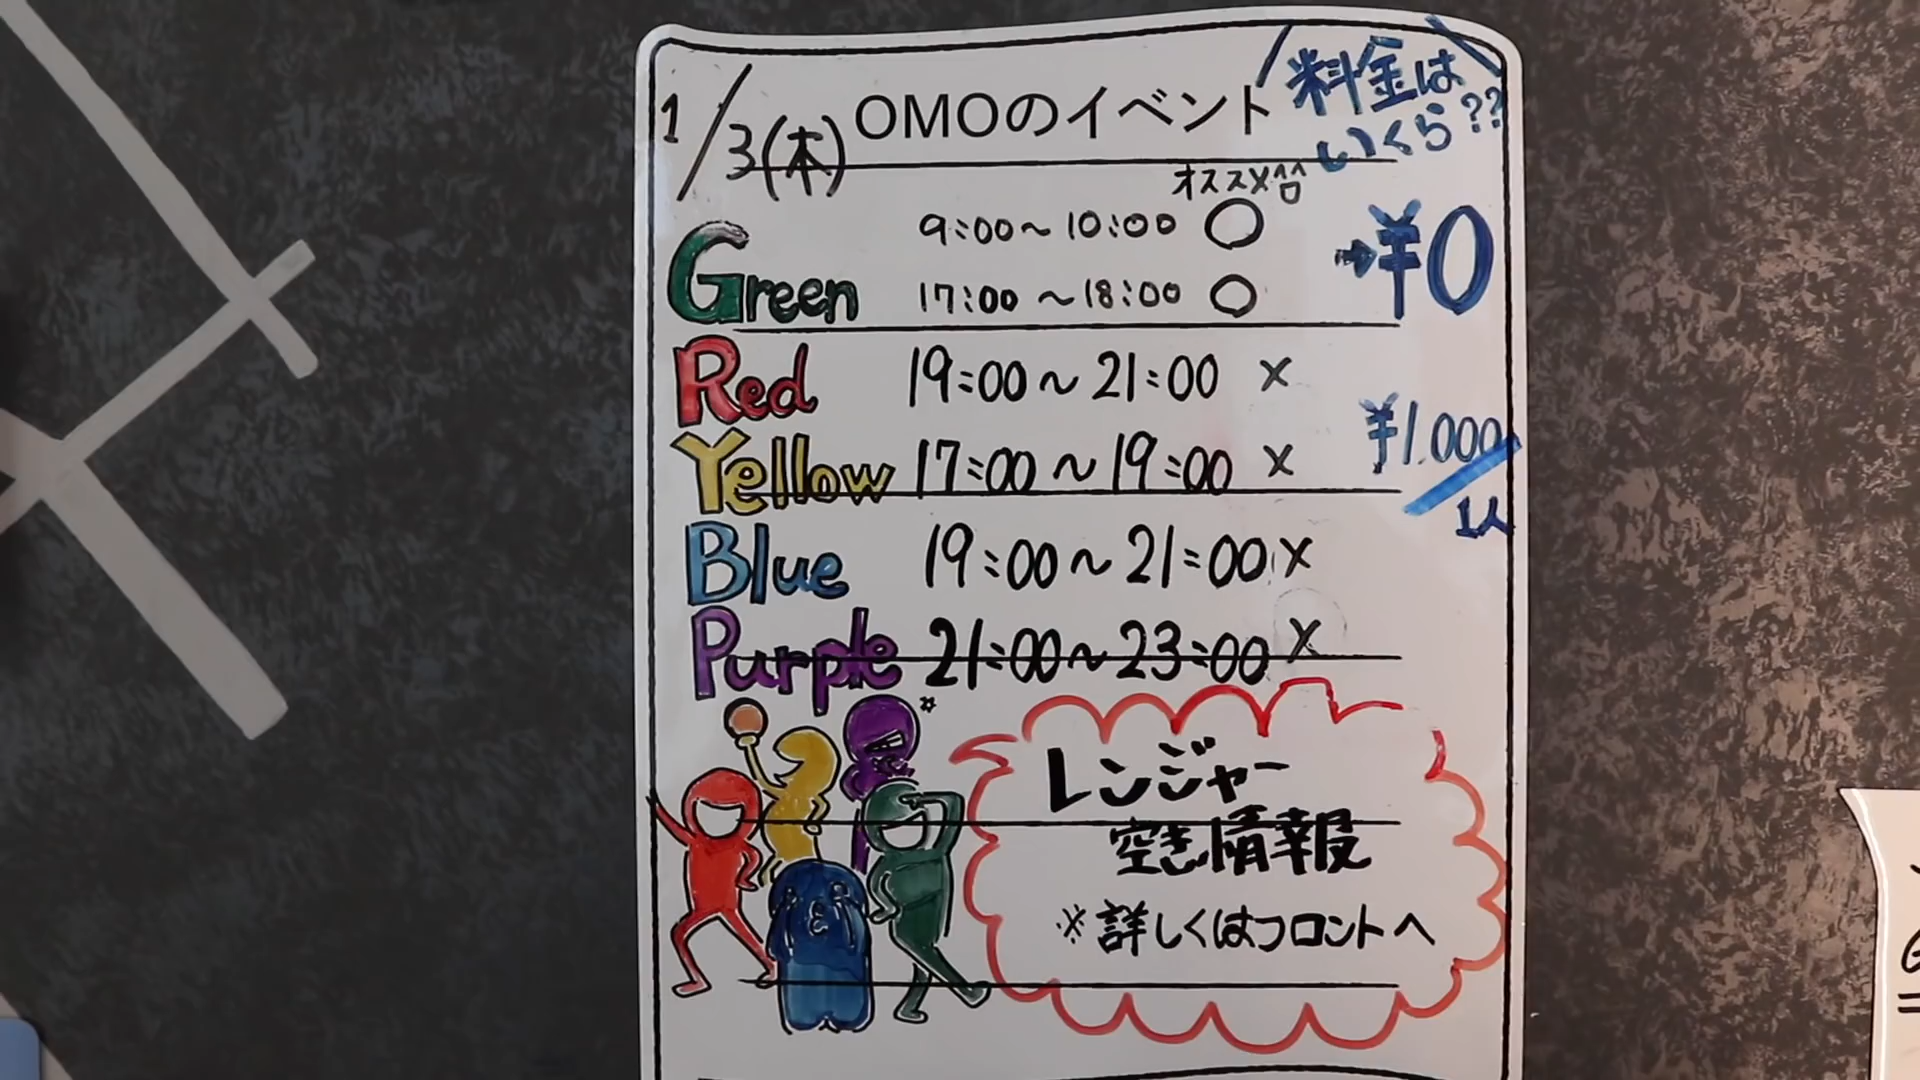 1/3(木) OMOのイベント
料金は
いくら??
オススメ
Green 9:00～10:00 ○
17:00～18:00 ○
→¥0
Red 19:00～21:00 ×
Yellow 17:00～19:00 ×
¥1.000/1人
Blue 19:00～21:00 ×
Purple 21:00～23:00 ×
レンジャー
空き情報
※詳しくはフロントへ